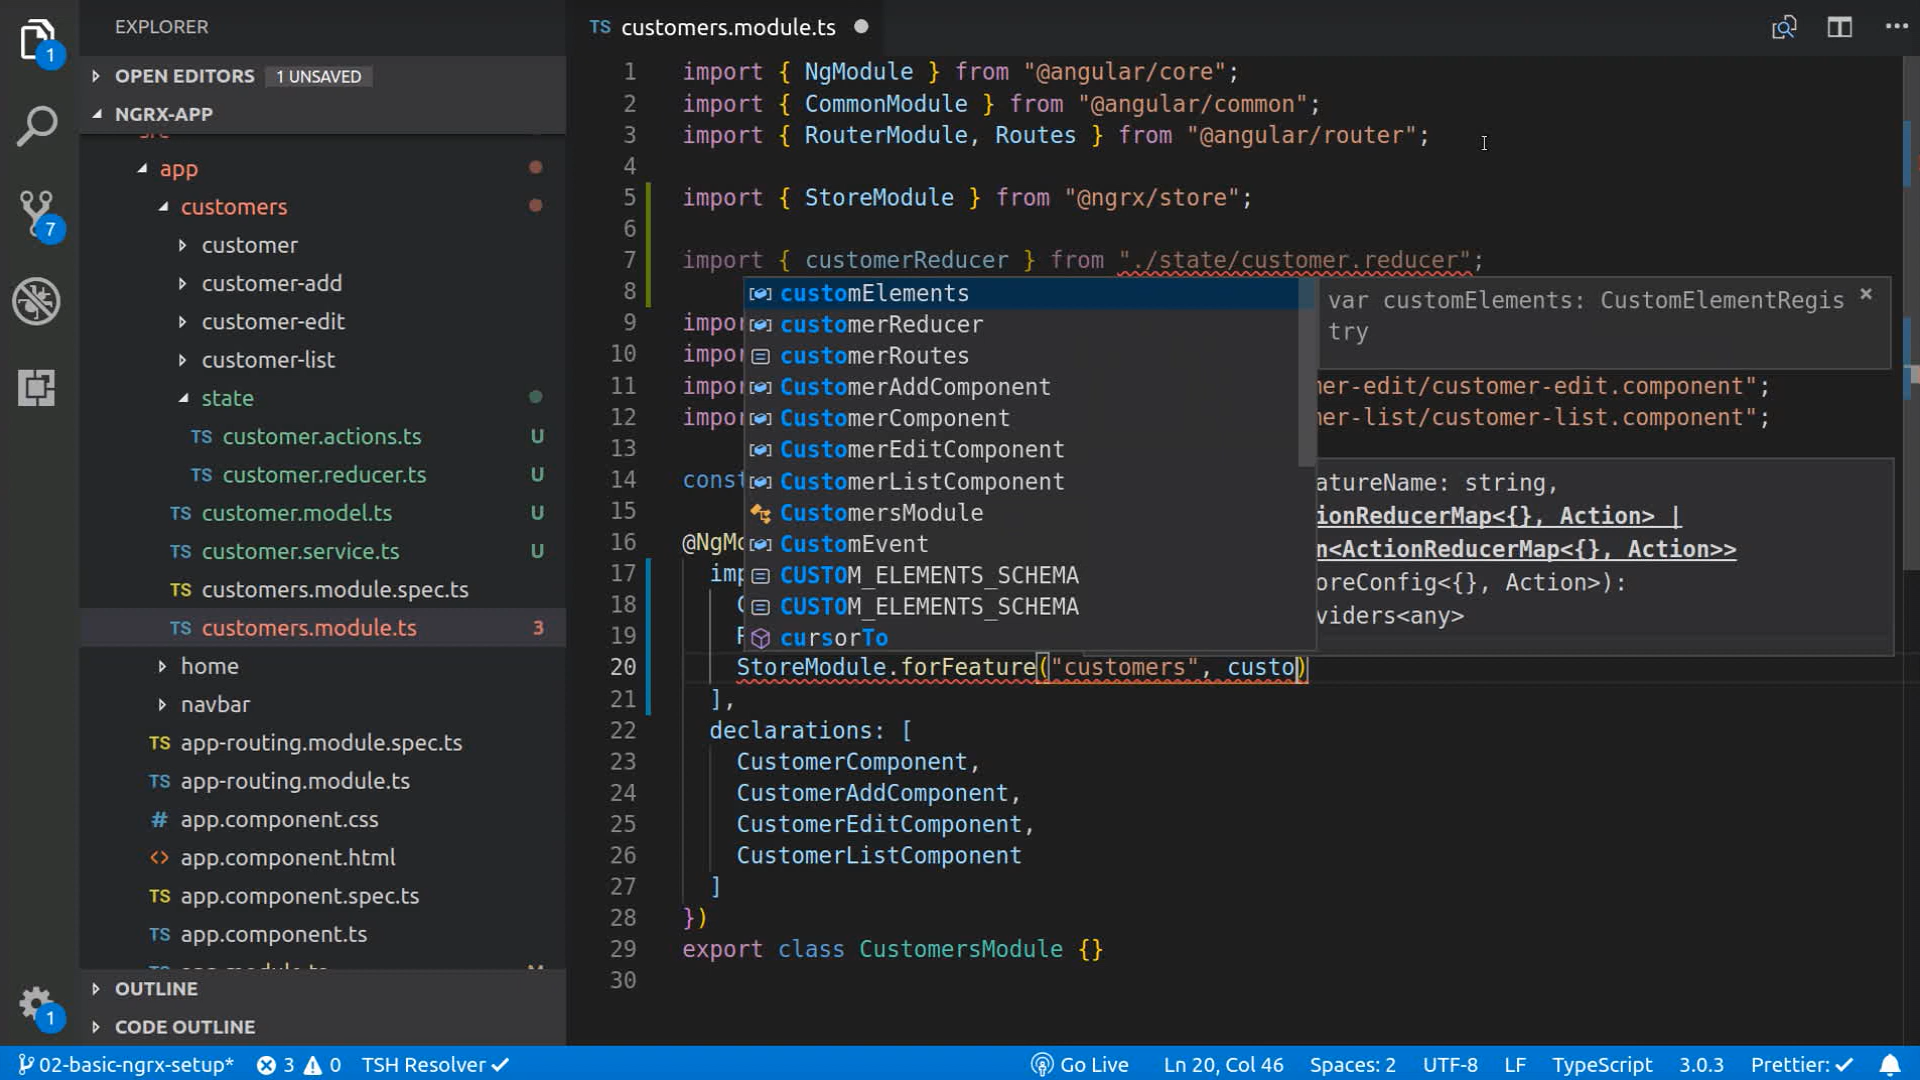 EXPLORER
OPEN EDITORS 1 UNSAVED
NGRX-APP
src
app
customers
customer
customer-add
customer-edit
customer-list
state
TS customer.actions.ts U
TS customer.reducer.ts U
TS customer.model.ts U
TS customer.service.ts U
TS customers.module.spec.ts
TS customers.module.ts 3
home
navbar
TS app-routing.module.spec.ts
TS app-routing.module.ts
# app.component.css
<> app.component.html
TS app.component.spec.ts
TS app.component.ts
TS app.module.ts M
OUTLINE
CODE OUTLINE
1
7
1
TS customers.module.ts
1 import { NgModule } from "@angular/core";
2 import { CommonModule } from "@angular/common";
3 import { RouterModule, Routes } from "@angular/router";
4
5 import { StoreModule } from "@ngrx/store";
6
7 import { customerReducer } from "./state/customer.reducer";
8
9 impor
10 impor
11 impor mer-edit/customer-edit.component";
12 impor mer-list/customer-list.component";
13
14 const
15
16 @NgMo
17 imp
18 C
19 R
20 StoreModule.forFeature("customers", custo)
21 ],
22 declarations: [
23 CustomerComponent,
24 CustomerAddComponent,
25 CustomerEditComponent,
26 CustomerListComponent
27 ]
28 })
29 export class CustomersModule {}
30
customElements
customerReducer
customerRoutes
CustomerAddComponent
CustomerComponent
CustomerEditComponent
CustomerListComponent
CustomersModule
CustomEvent
CUSTOM_ELEMENTS_SCHEMA
CUSTOM_ELEMENTS_SCHEMA
cursorTo
var customElements: CustomElementRegis
try
×
atureName: string,
ionReducerMap<{}, Action> |
n<ActionReducerMap<{}, Action>>
oreConfig<{}, Action>):
viders<any>
02-basic-ngrx-setup* 3 0 TSH Resolver Go Live Ln 20, Col 46 Spaces: 2 UTF-8 LF TypeScript 3.0.3 Prettier: